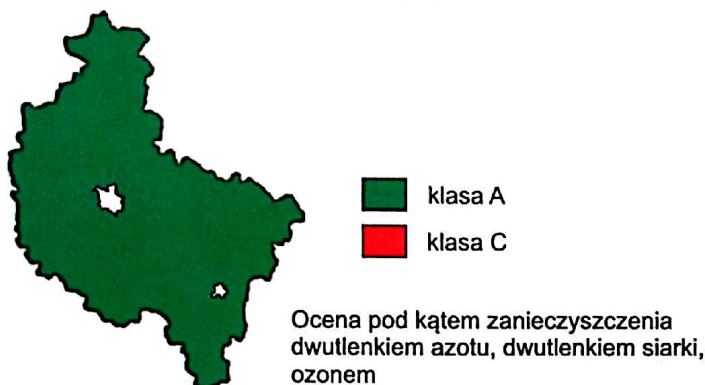 klasa A
klasa C
Ocena pod kątem zanieczyszczenia
dwutlenkiem azotu, dwutlenkiem siarki,
ozonem